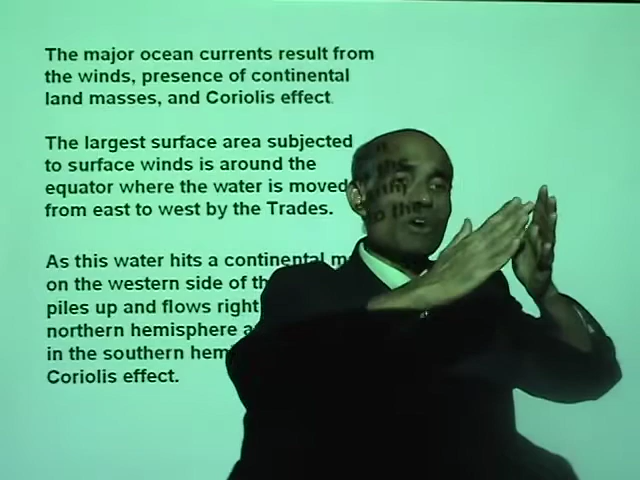 The major ocean currents result from
the winds, presence of continental
land masses, and Coriolis effect.
The largest surface area subjected
to surface winds is around the
equator where the water is moved
from east to west by the Trades.
As this water hits a continental
on the western side of
piles up and flows right
northern hemisphere
in the southern
Coriolis effect.